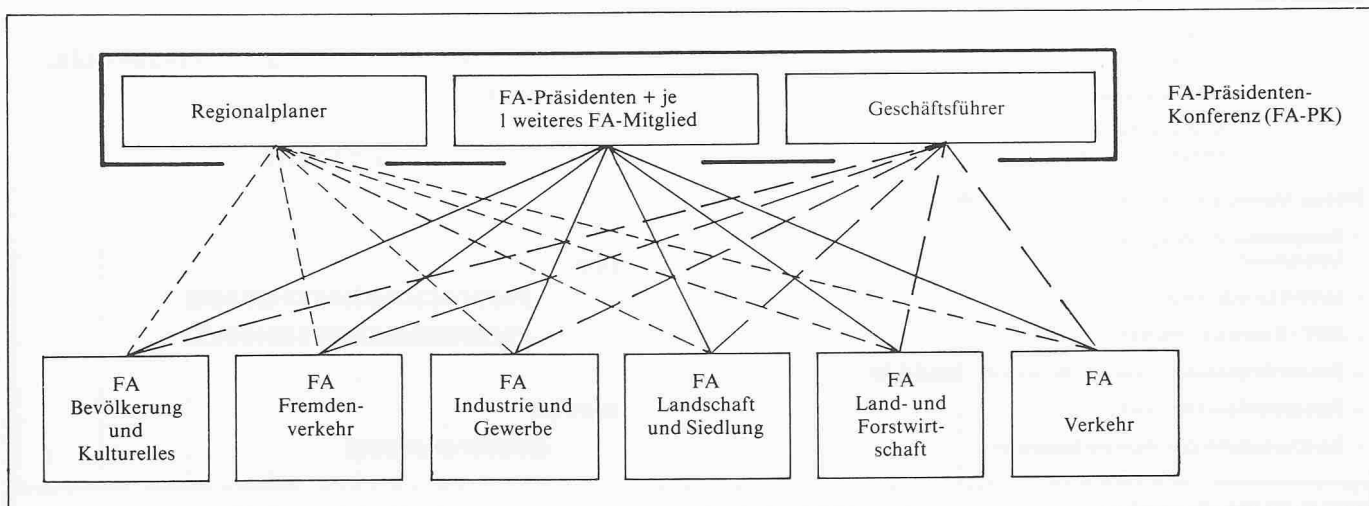 Regionalplaner
FA-Präsidenten + je
1 weiteres FA-Mitglied
Geschäftsführer
FA-Präsidenten-
Konferenz (FA-PK)
FA
Bevölkerung
und
Kulturelles
FA
Fremden-
verkehr
FA
Industrie und
Gewerbe
FA
Landschaft
und Siedlung
FA
Land- und
Forstwirt-
schaft
FA
Verkehr